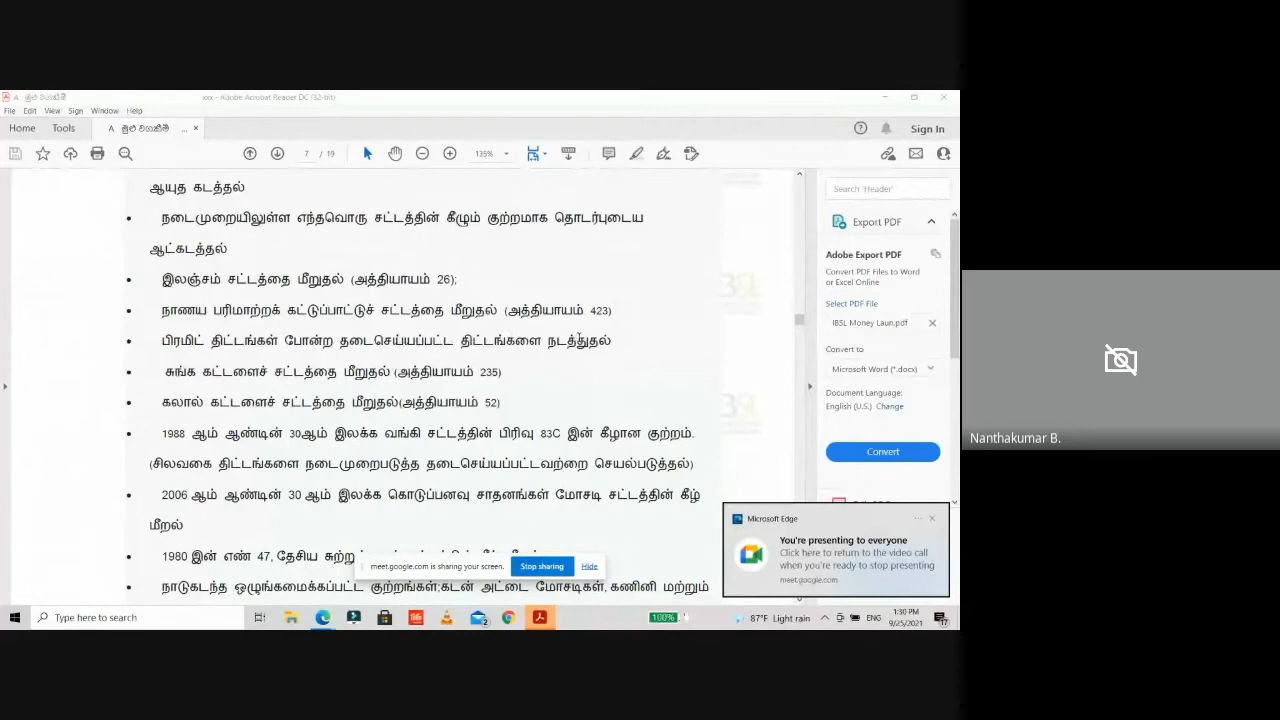 xxx - Adobe Acrobat Reader DC (32-bit)
File Edit View Sign Window Help
Home Tools A මුළු ... ×
Sign In
7 / 19
135%
ஆயுத கடத்தல்
• நடைமுறையிலுள்ள எந்தவொரு சட்டத்தின் கீழும் குற்றமாக தொடர்புடைய
ஆட்கடத்தல்
• இலஞ்சம் சட்டத்தை மீறுதல் (அத்தியாயம் 26);
• நாணய பரிமாற்றக் கட்டுப்பாட்டுச் சட்டத்தை மீறுதல் (அத்தியாயம் 423)
• பிரமிட் திட்டங்கள் போன்ற தடைசெய்யப்பட்ட திட்டங்களை நடத்துதல்
• சுங்க கட்டளைச் சட்டத்தை மீறுதல் (அத்தியாயம் 235)
• கலால் கட்டளைச் சட்டத்தை மீறுதல்(அத்தியாயம் 52)
• 1988 ஆம் ஆண்டின் 30ஆம் இலக்க வங்கி சட்டத்தின் பிரிவு 83C இன் கீழான குற்றம்.
(சிலவகை திட்டங்களை நடைமுறைபடுத்த தடைசெய்யப்பட்டவற்றை செயல்படுத்தல்)
• 2006 ஆம் ஆண்டின் 30 ஆம் இலக்க கொடுப்பனவு சாதனங்கள் மோசடி சட்டத்தின் கீழ்
மீறல்
• 1980 இன் எண் 47, தேசிய சுற்று
• நாடுகடந்த ஒழுங்கமைக்கப்பட்ட குற்றங்கள்;கடன் அட்டை மோசடிகள், கணினி மற்றும்
Search 'Header'
Export PDF
Adobe Export PDF
Convert PDF Files to Word
or Excel Online
Select PDF File
IBSL Money Laun.pdf
Convert to
Microsoft Word (*.docx)
Document Language:
English (U.S.) Change
Convert
Microsoft Edge
You're presenting to everyone
Click here to return to the video call
when you're ready to stop presenting
meet.google.com
meet.google.com is sharing your screen. Stop sharing Hide
Type here to search
100%
87°F Light rain
ENG
1:30 PM
9/25/2021
Nanthakumar B.